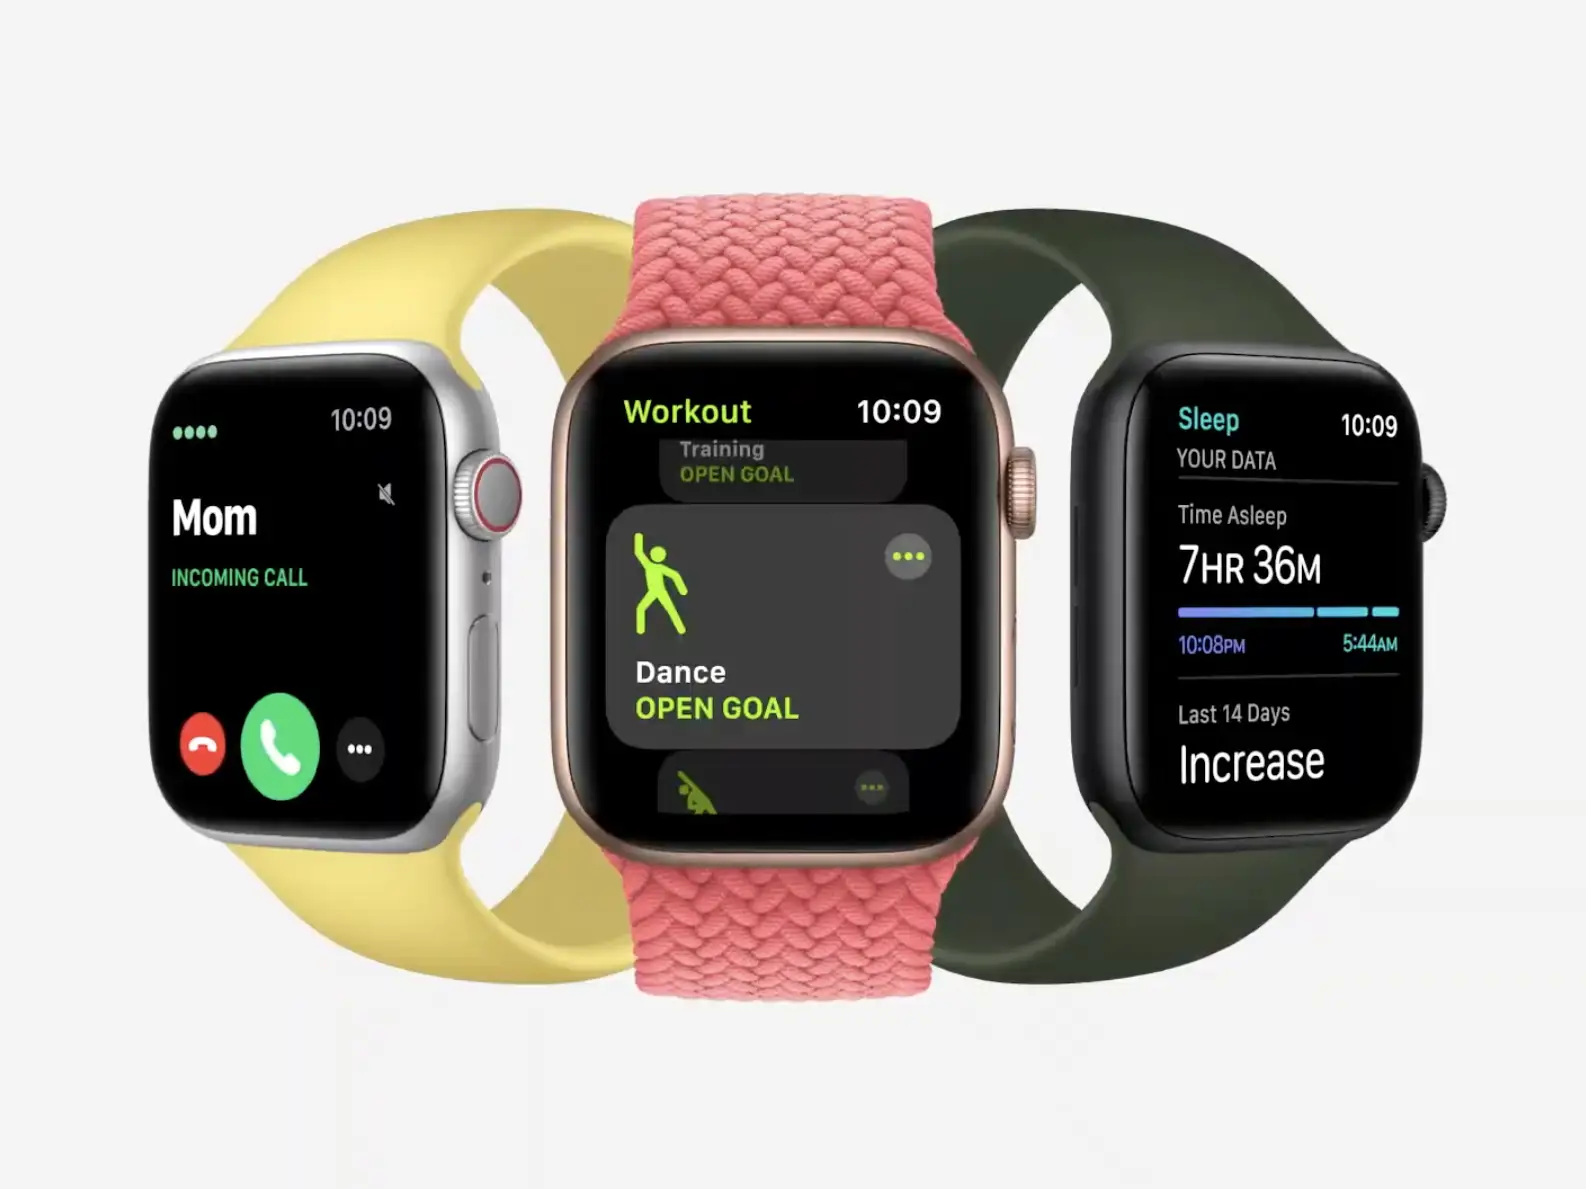 10:09
Mom
INCOMING CALL
Workout
10:09
Training
OPEN GOAL
Dance
OPEN GOAL
Sleep
10:09
YOUR DATA
Time Asleep
7HR 36M
10:08PM
5:44AM
Last 14 Days
Increase